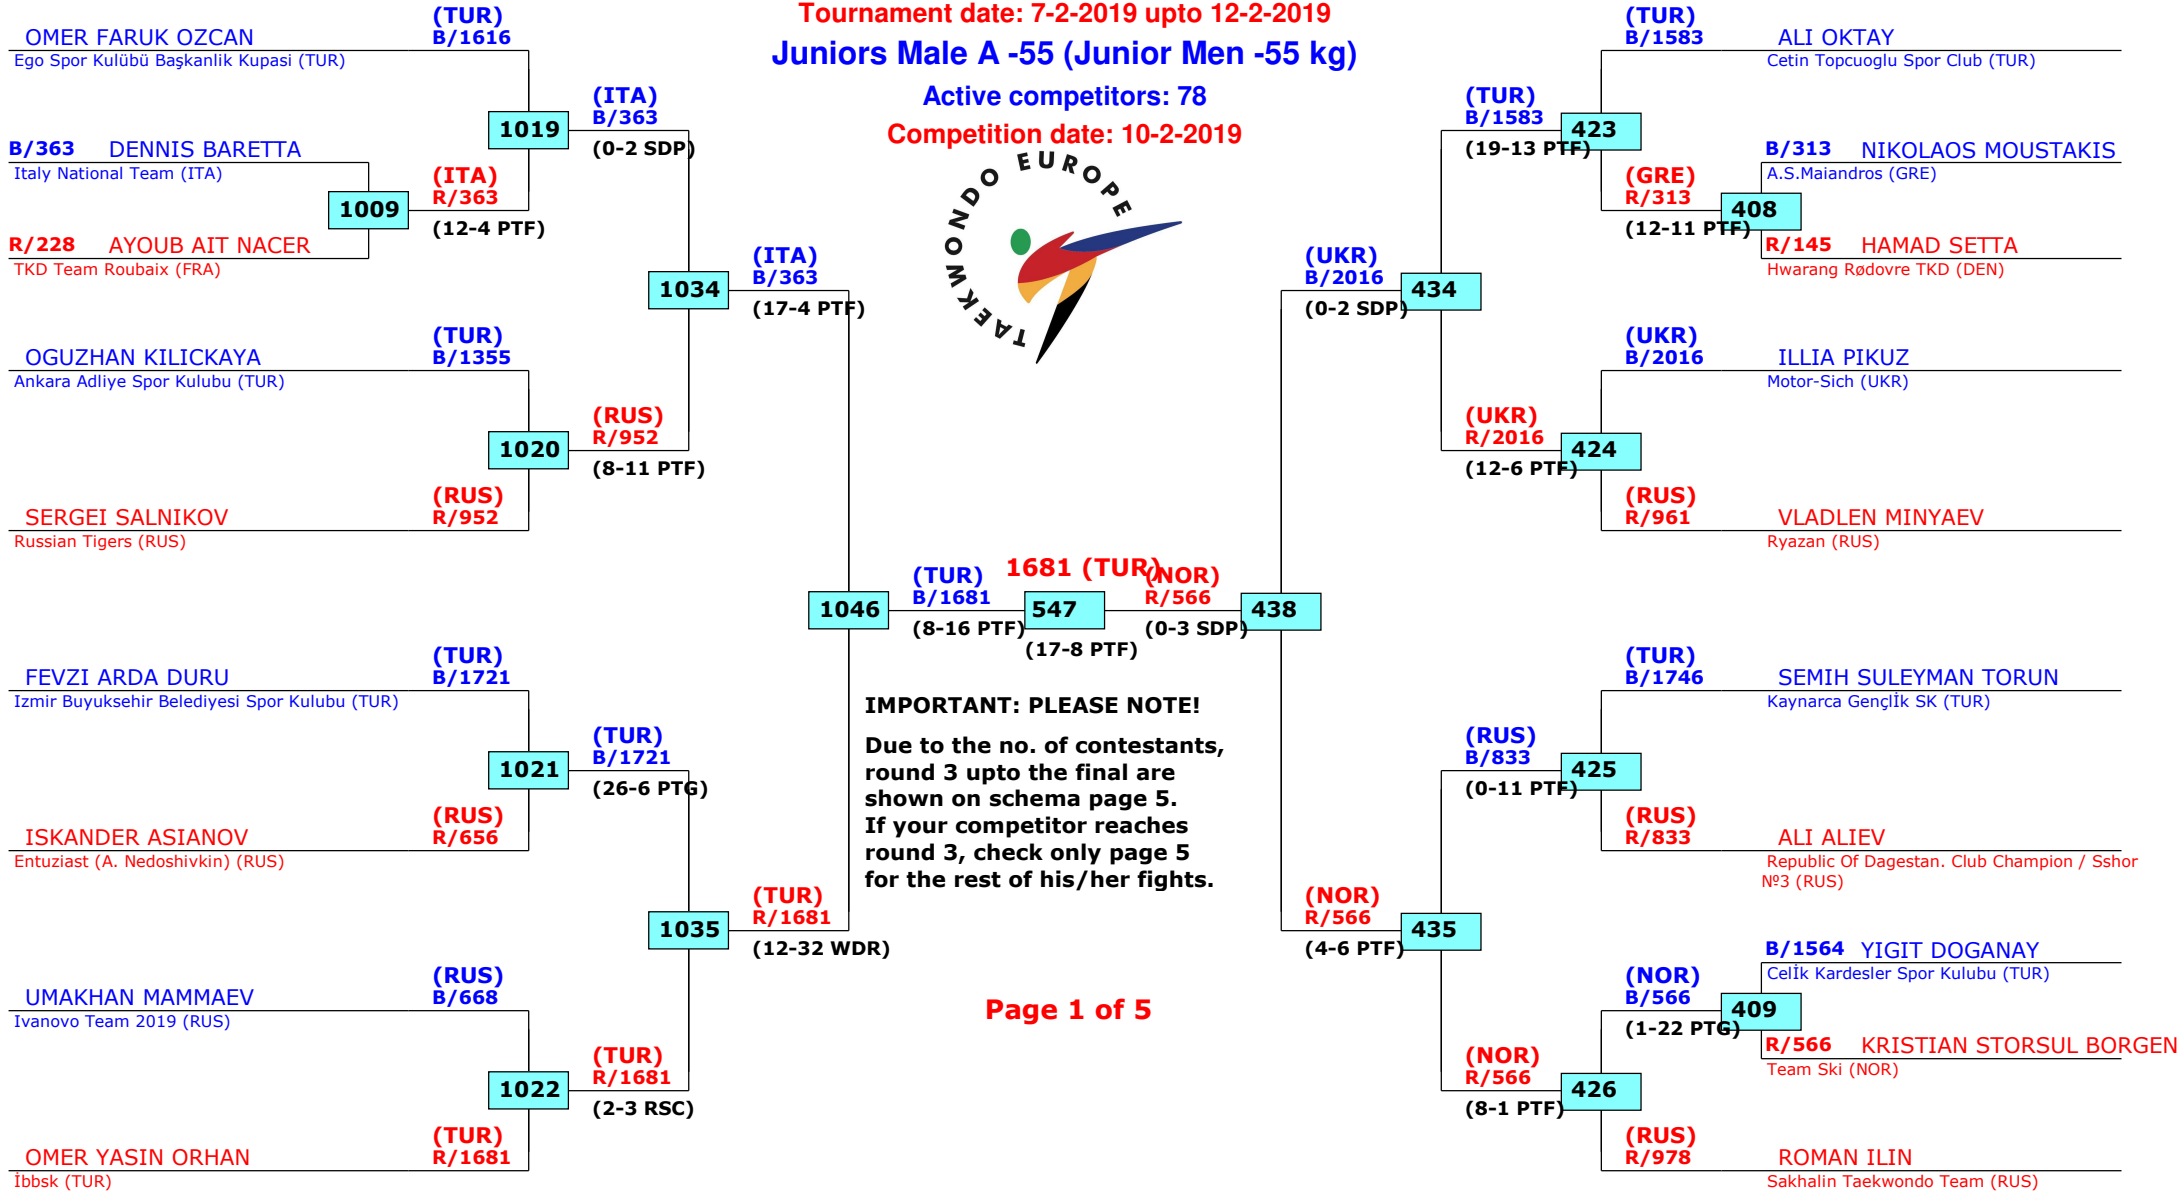 Tournament date: 7-2-2019 upto 12-2-2019
Juniors Male A -55 (Junior Men -55 kg)
Active competitors: 78
Competition date: 10-2-2019
TAEKWONDO EUROPE
OMER FARUK OZCAN
Ego Spor Kulübü Başkanlik Kupasi (TUR)
(TUR)
B/1616
B/363 DENNIS BARETTA
Italy National Team (ITA)
R/228 AYOUB AIT NACER
TKD Team Roubaix (FRA)
1009
(ITA)
R/363
(12-4 PTF)
1019
(ITA)
B/363
(0-2 SDP)
OGUZHAN KILICKAYA
Ankara Adliye Spor Kulubu (TUR)
(TUR)
B/1355
SERGEI SALNIKOV
Russian Tigers (RUS)
(RUS)
R/952
1020
(RUS)
R/952
(8-11 PTF)
1034
(ITA)
B/363
(17-4 PTF)
FEVZI ARDA DURU
Izmir Buyuksehir Belediyesi Spor Kulubu (TUR)
(TUR)
B/1721
ISKANDER ASIANOV
Entuziast (A. Nedoshivkin) (RUS)
(RUS)
R/656
1021
(TUR)
B/1721
(26-6 PTG)
UMAKHAN MAMMAEV
Ivanovo Team 2019 (RUS)
(RUS)
B/668
OMER YASIN ORHAN
İbbsk (TUR)
(TUR)
R/1681
1022
(TUR)
R/1681
(2-3 RSC)
1035
(TUR)
R/1681
(12-32 WDR)
1046
(TUR)
B/1681
(8-16 PTF)
1681 (TUR)
547
(17-8 PTF)
(NOR)
R/566
(0-3 SDP)
438
IMPORTANT: PLEASE NOTE!
Due to the no. of contestants,
round 3 upto the final are
shown on schema page 5.
If your competitor reaches
round 3, check only page 5
for the rest of his/her fights.
Page 1 of 5
(UKR)
B/2016
(0-2 SDP)
434
(TUR)
B/1583
(19-13 PTF)
423
(TUR)
B/1583
ALI OKTAY
Cetin Topcuoglu Spor Club (TUR)
(GRE)
R/313
(12-11 PTF)
408
B/313 NIKOLAOS MOUSTAKIS
A.S.Maiandros (GRE)
R/145 HAMAD SETTA
Hwarang Rødovre TKD (DEN)
(UKR)
R/2016
(12-6 PTF)
424
(UKR)
B/2016
ILLIA PIKUZ
Motor-Sich (UKR)
(RUS)
R/961
VLADLEN MINYAEV
Ryazan (RUS)
(NOR)
R/566
(4-6 PTF)
435
(RUS)
B/833
(0-11 PTF)
425
(TUR)
B/1746
SEMIH SULEYMAN TORUN
Kaynarca Gençlİk SK (TUR)
(RUS)
R/833
ALI ALIEV
Republic Of Dagestan. Club Champion / Sshor
№3 (RUS)
(NOR)
R/566
(8-1 PTF)
426
(NOR)
B/566
(1-22 PTG)
409
B/1564 YIGIT DOGANAY
Celİk Kardesler Spor Kulubu (TUR)
R/566 KRISTIAN STORSUL BORGEN
Team Ski (NOR)
(RUS)
R/978
ROMAN ILIN
Sakhalin Taekwondo Team (RUS)